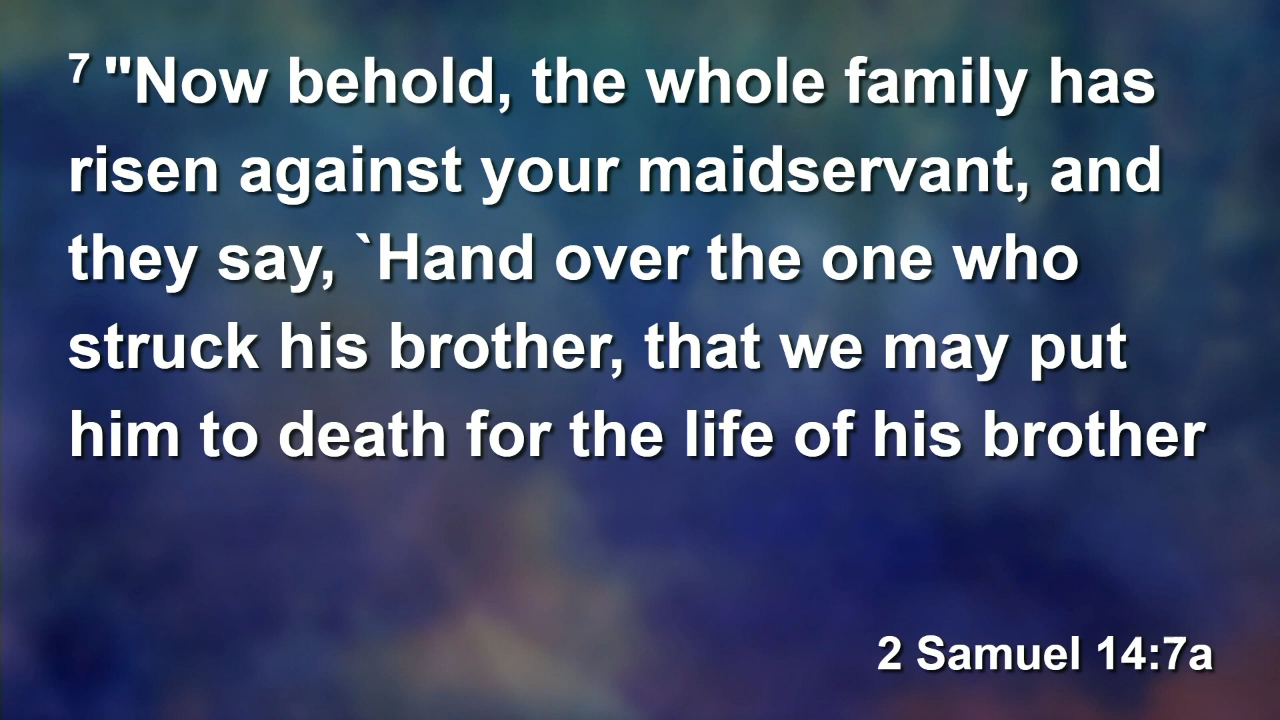 7 "Now behold, the whole family has
risen against your maidservant, and
they say, `Hand over the one who
struck his brother, that we may put
him to death for the life of his brother
2 Samuel 14:7a